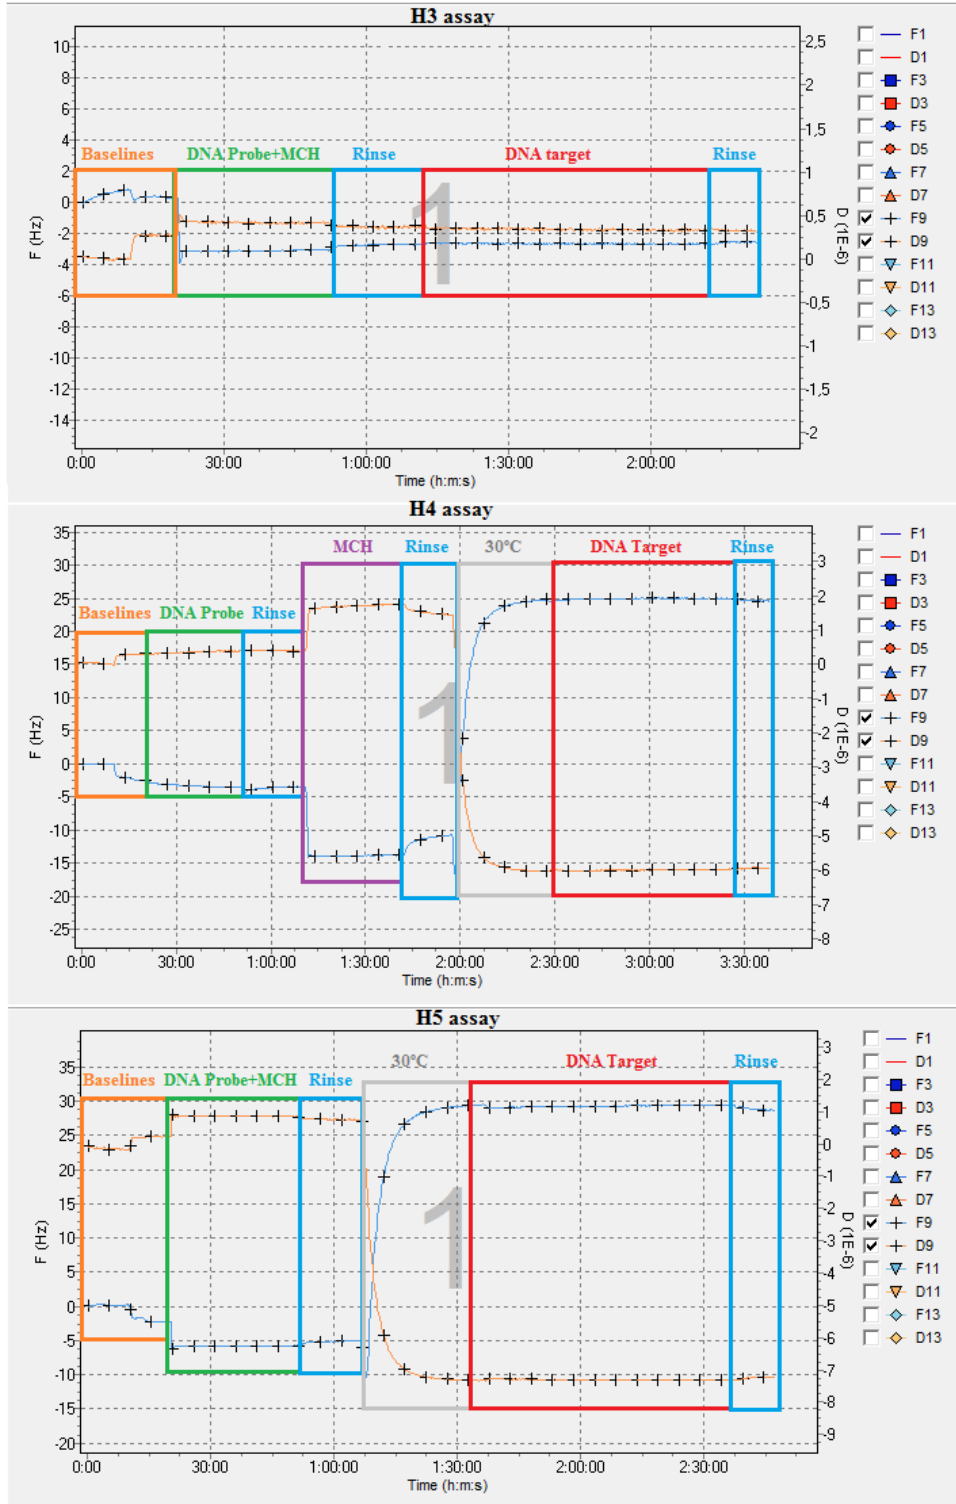 H3 assay
10
8
6
4
2
0
-2
-4
-6
-8
-10
-12
-14
F (Hz)
Baselines
DNA Probe+MCH
Rinse
DNA target
Rinse
1
2,5
2
1,5
1
0,5
0
-0,5
-1
-1,5
-2
D (1E-6)
0:00
30:00
1:00:00
1:30:00
2:00:00
Time (h:m:s)
F1
D1
F3
D3
F5
D5
F7
D7
F9
D9
F11
D11
F13
D13
H4 assay
35
30
25
20
15
10
5
0
-5
-10
-15
-20
-25
F (Hz)
Baselines
DNA Probe
Rinse
MCH
Rinse
30ºC
DNA Target
Rinse
1
3
2
1
0
-1
-2
-3
-4
-5
-6
-7
-8
D (1E-6)
0:00
30:00
1:00:00
1:30:00
2:00:00
2:30:00
3:00:00
3:30:00
Time (h:m:s)
F1
D1
F3
D3
F5
D5
F7
D7
F9
D9
F11
D11
F13
D13
H5 assay
35
30
25
20
15
10
5
0
-5
-10
-15
-20
F (Hz)
Baselines
DNA Probe+MCH
Rinse
30ºC
DNA Target
Rinse
1
3
2
1
0
-1
-2
-3
-4
-5
-6
-7
-8
-9
D (1E-6)
0:00
30:00
1:00:00
1:30:00
2:00:00
2:30:00
Time (h:m:s)
F1
D1
F3
D3
F5
D5
F7
D7
F9
D9
F11
D11
F13
D13